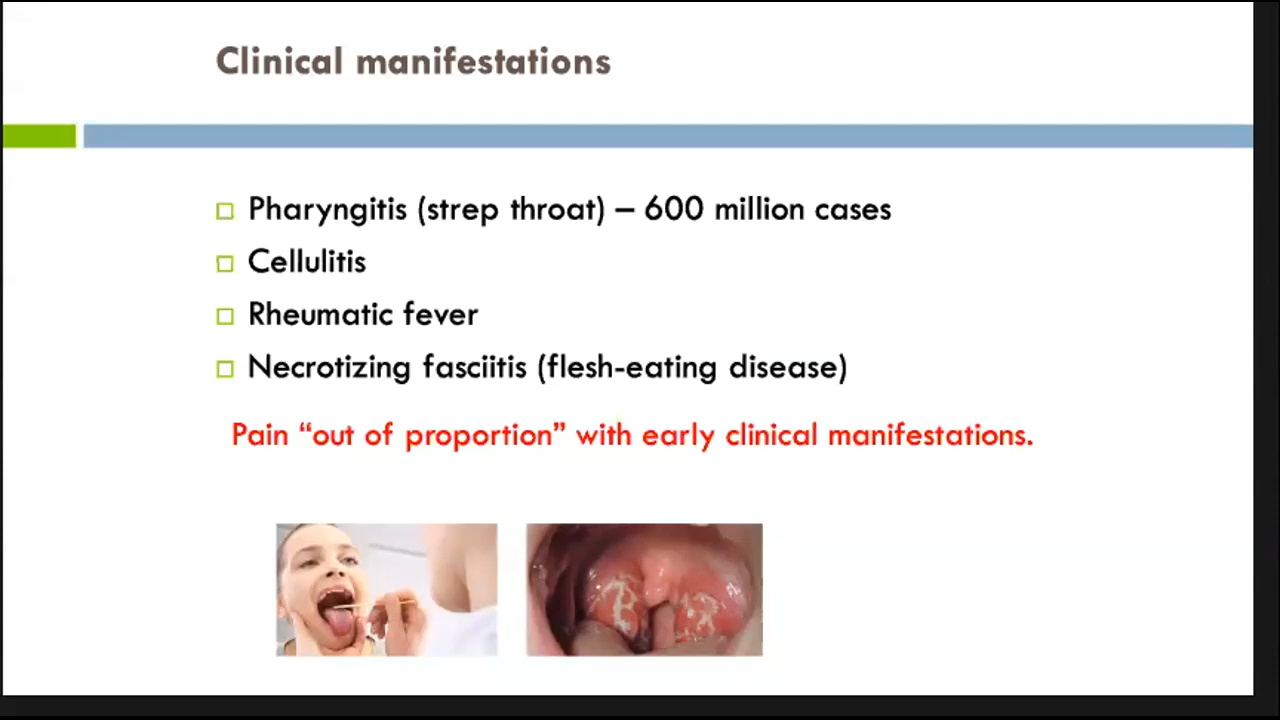 Clinical manifestations
Pharyngitis (strep throat) – 600 million cases
Cellulitis
Rheumatic fever
Necrotizing fasciitis (flesh-eating disease)
Pain “out of proportion” with early clinical manifestations.